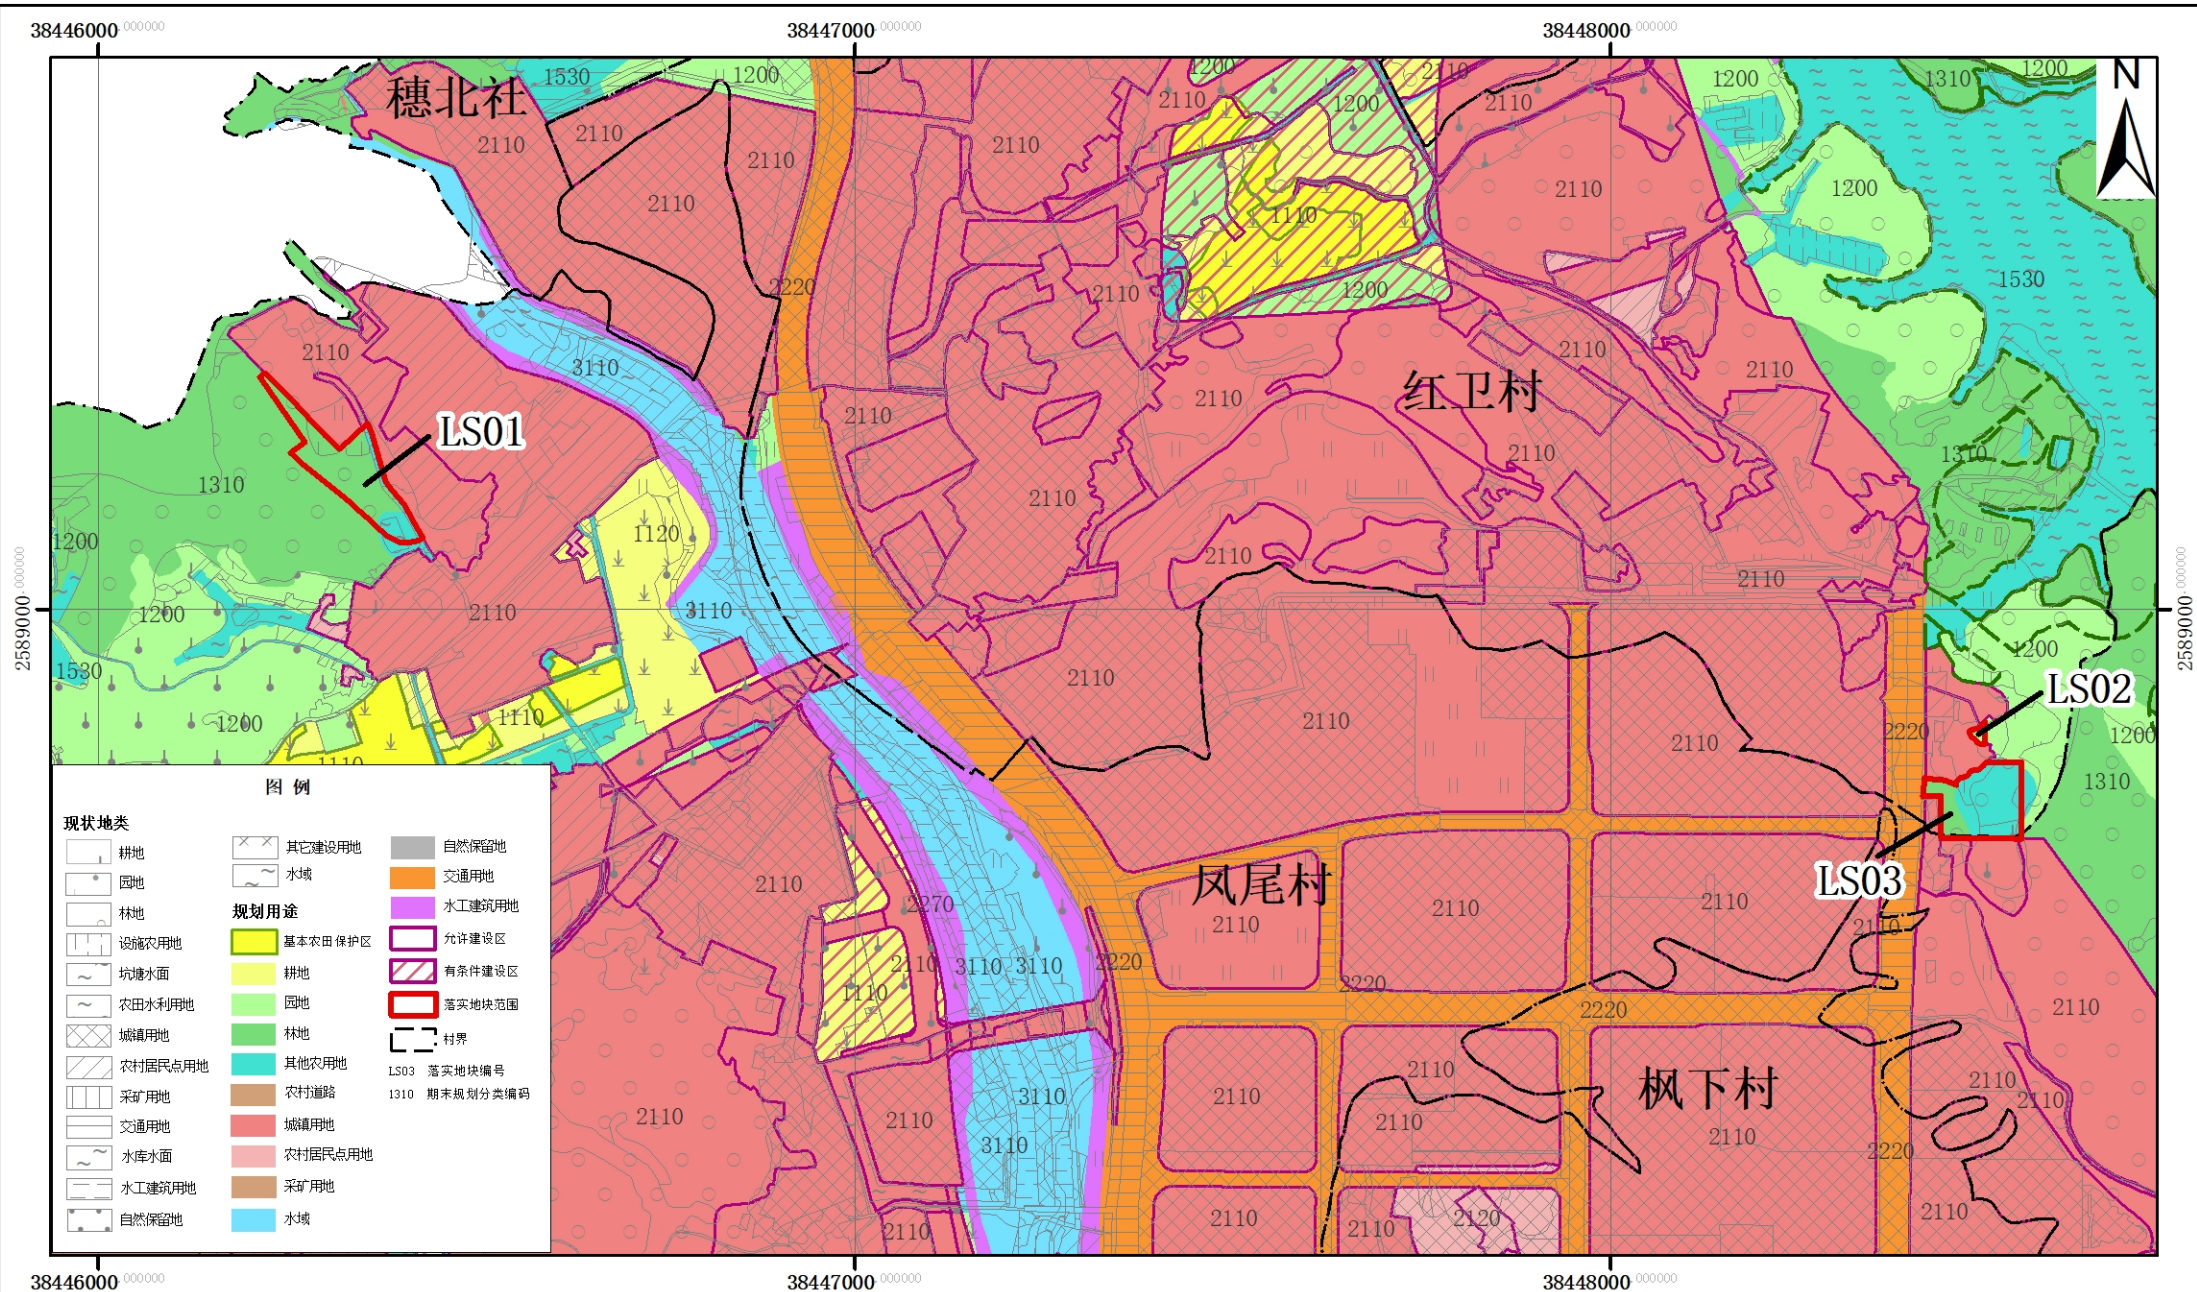 38446000.000000 38447000.000000 38448000.000000
穗北社 1530 1200 1200 2110 1200 1310 1200 N
2110 2110 2110 2110 2110 1200 2110
2110 1110 2110 1200
2220 2110 1200 1530
2110 3110 2110 2110
2110 2110 红卫村
LS01 2110 1310
1310 2110
1200 1120 2110 2110
1200 2110 3110 1200
1530 2110 LS02
1200 1110 2110 2110 2220 1200
1110 1310
图 例
现状地类
耕地
园地
林地
设施农用地
坑塘水面
农田水利用地
城镇用地
农村居民点用地
采矿用地
交通用地
水库水面
水工建筑用地
自然保留地
其它建设用地
水域
规划用途
基本农田保护区
耕地
园地
林地
其他农用地
农村道路
城镇用地
农村居民点用地
采矿用地
水域
自然保留地
交通用地
水工建筑用地
允许建设区
有条件建设区
落实地块范围
村界
LS03 落实地块编号
1310 期末规划分类编码
2110 2270 凤尾村 LS03
2110 2110 2110 2110
2110 3110 3110 2220
1110 2220 2220 2110
2110 2110 枫下村 2110
2110 2110 3110 2110 2110 2110 2110
3110 2220
2110 2110 2110 2120 2110
2589000.000000
2589000.000000
38446000.000000 38447000.000000 38448000.000000